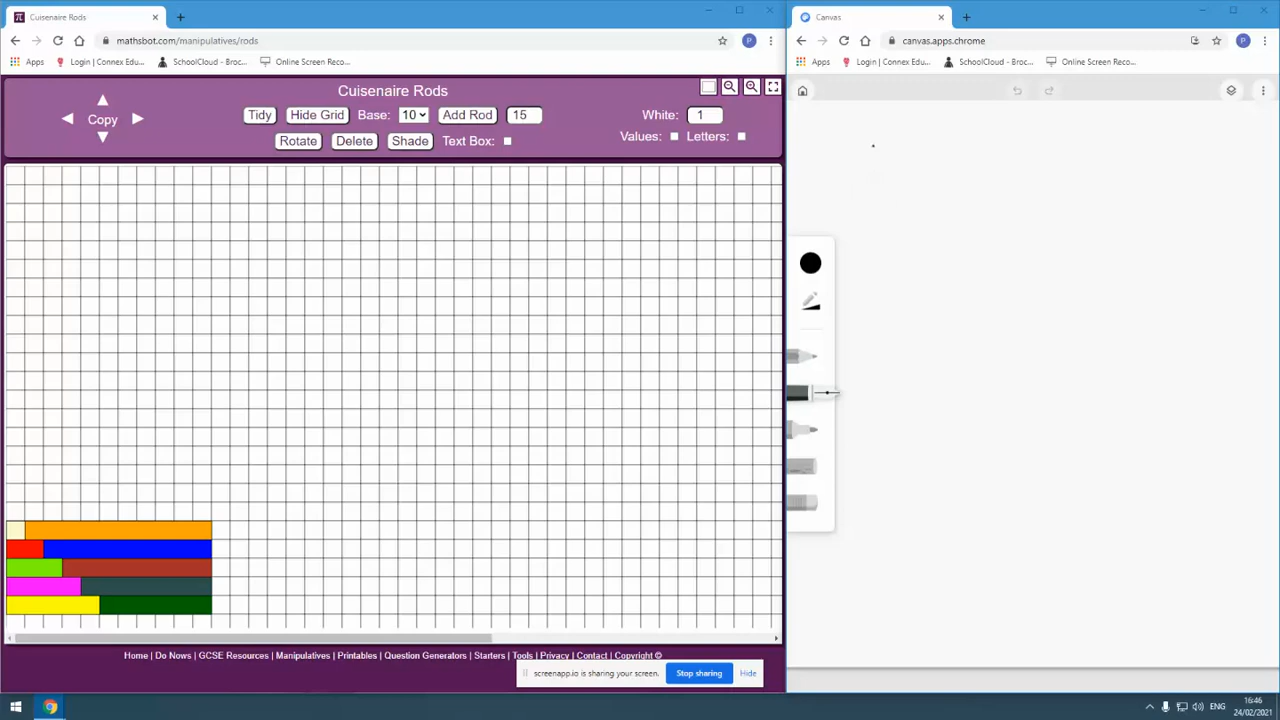 Cuisenaire Rods
Canvas
mathsbot.com/manipulatives/rods
P
canvas.apps.chrome
P
Apps
Login | Connex Edu...
SchoolCloud - Broc...
Online Screen Reco...
Apps
Login | Connex Edu...
SchoolCloud - Broc...
Online Screen Reco...
Cuisenaire Rods
Copy
Tidy
Hide Grid
Base:
10
Add Rod
15
White:
1
Rotate
Delete
Shade
Text Box:
Values:
Letters:
Home | Do Nows | GCSE Resources | Manipulatives | Printables | Question Generators | Starters | Tools | Privacy | Contact | Copyright ©
screenapp.io is sharing your screen.
Stop sharing
Hide
ENG
16:46
24/02/2021